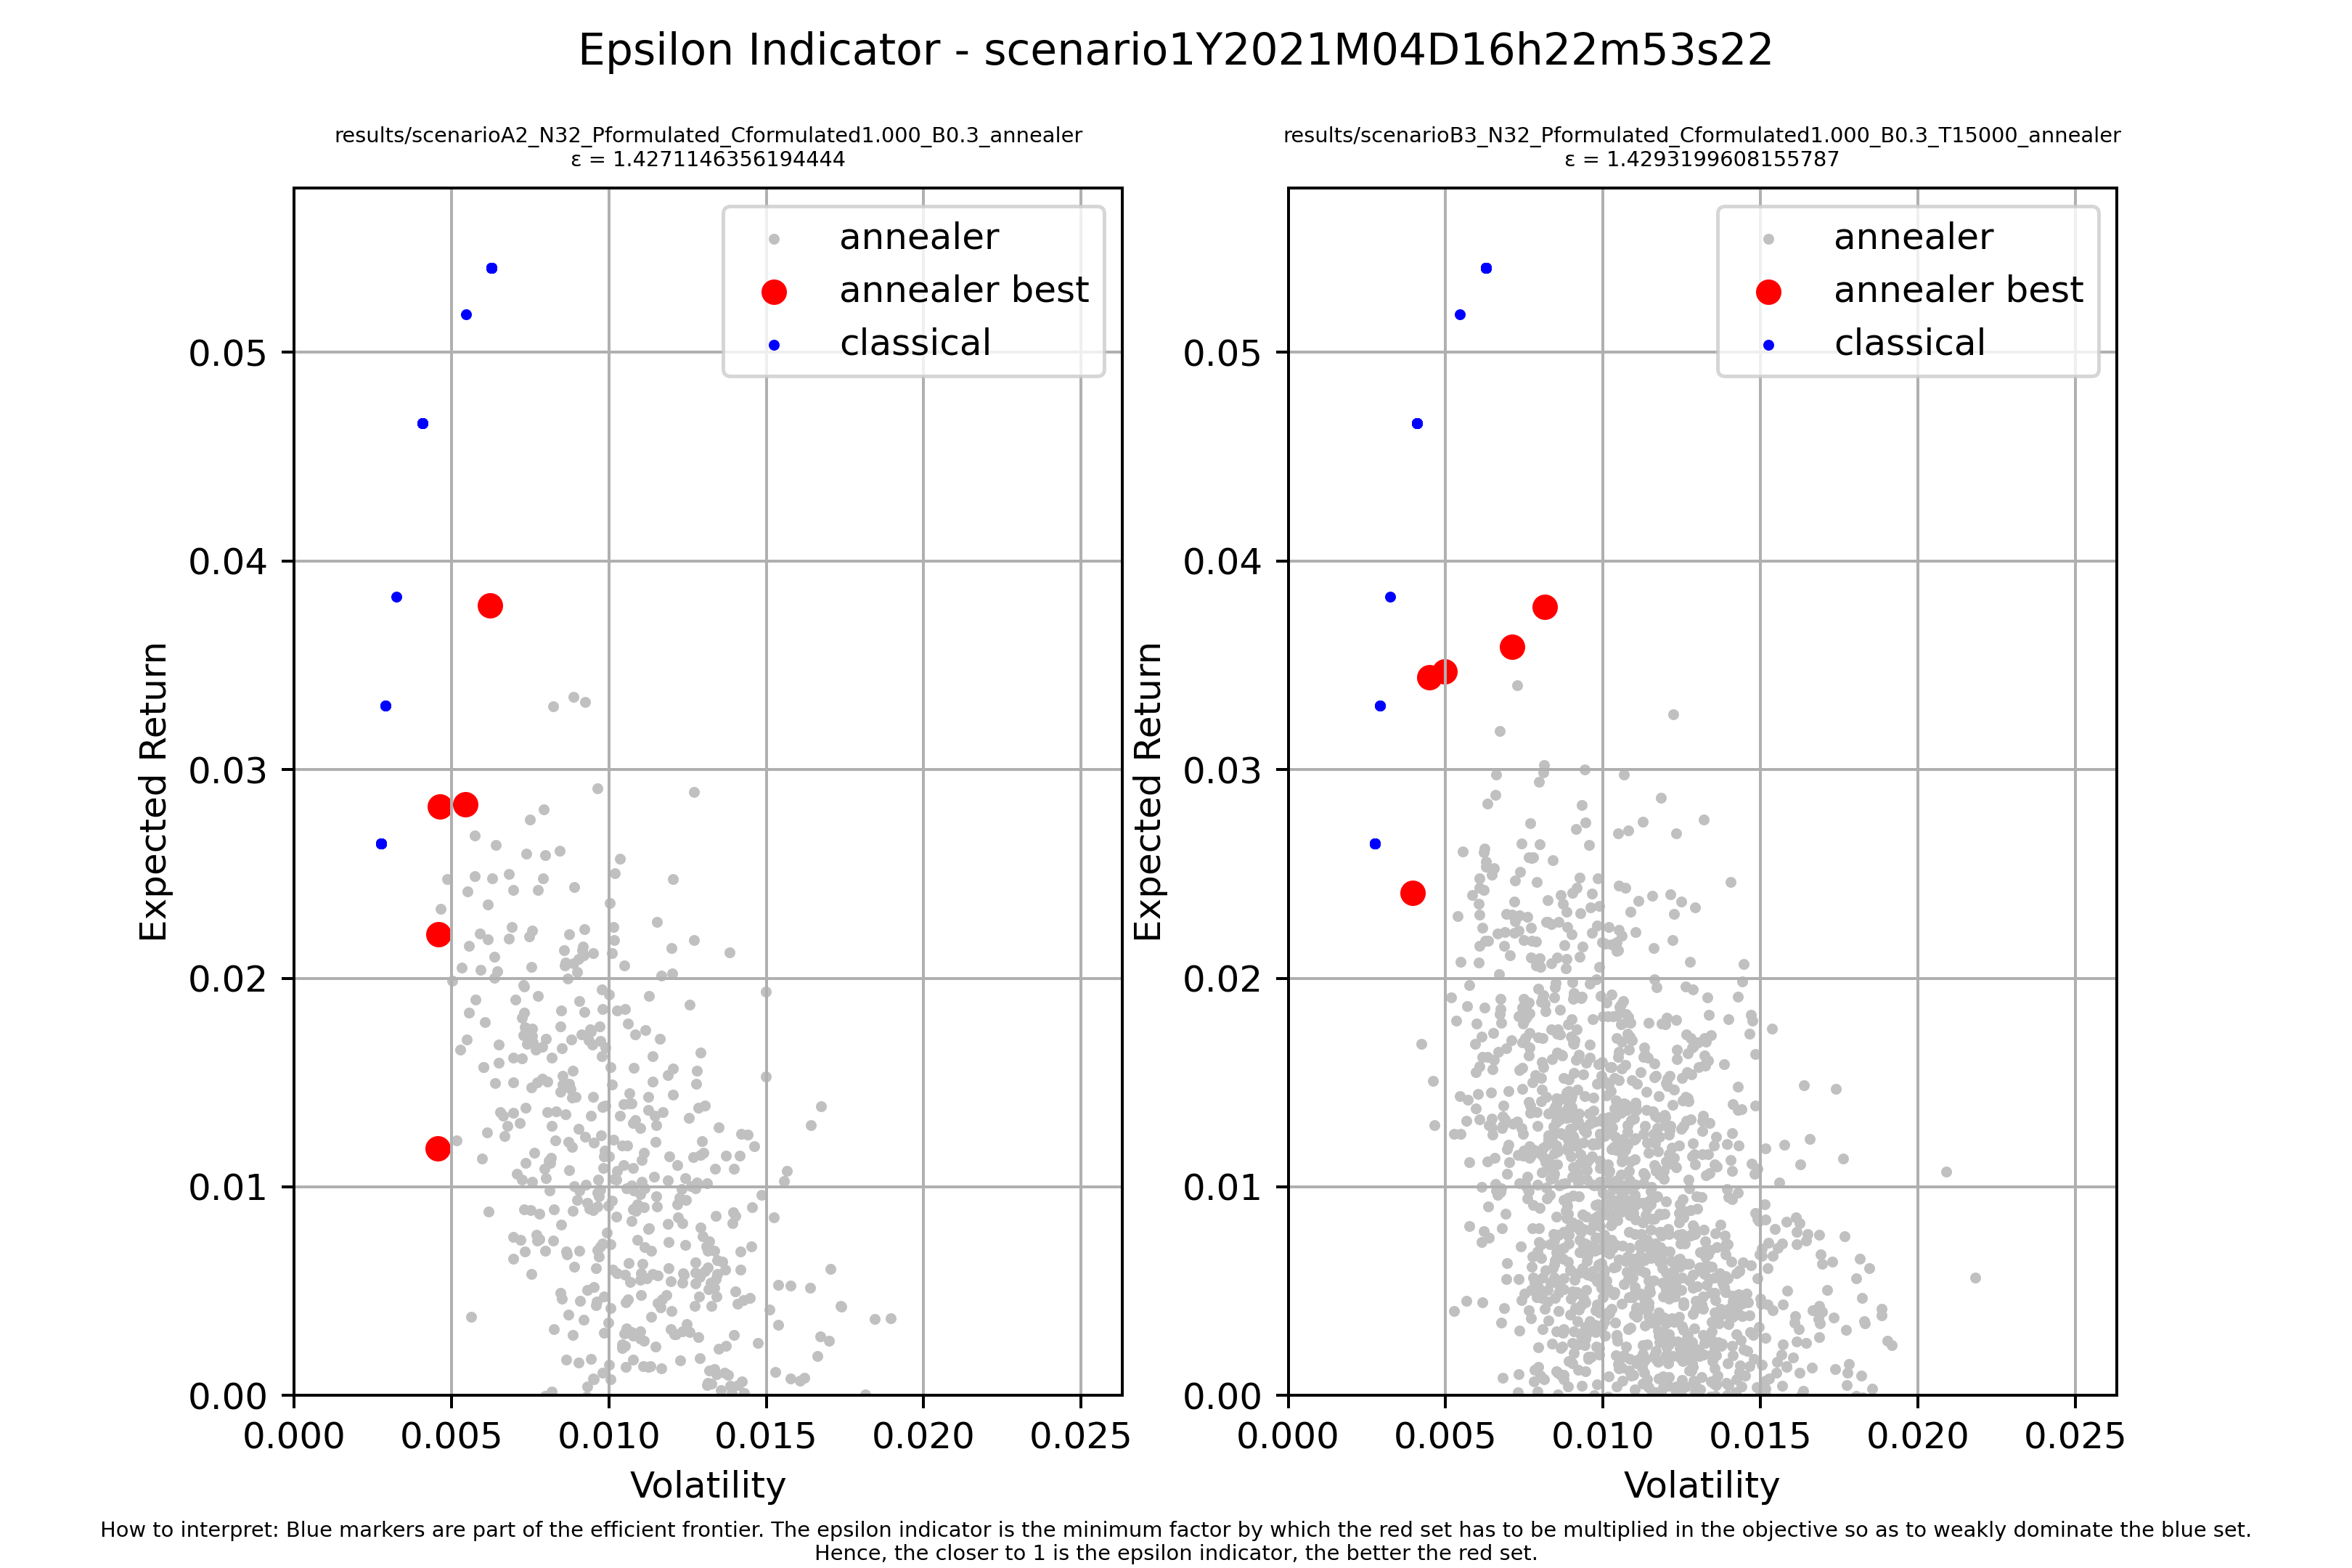 Epsilon Indicator - scenario1Y2021M04D16h22m53s22
results/scenarioA2_N32_Pformulated_Cformulated1.000_B0.3_annealer
ε = 1.4271146356194444
annealer
annealer best
classical
0.05
0.04
0.03
0.02
0.01
0.00
Expected Return
0.000 0.005 0.010 0.015 0.020 0.025
Volatility
results/scenarioB3_N32_Pformulated_Cformulated1.000_B0.3_T15000_annealer
ε = 1.4293199608155787
annealer
annealer best
classical
0.05
0.04
0.03
0.02
0.01
0.00
Expected Return
0.000 0.005 0.010 0.015 0.020 0.025
Volatility
How to interpret: Blue markers are part of the efficient frontier. The epsilon indicator is the minimum factor by which the red set has to be multiplied in the objective so as to weakly dominate the blue set.
Hence, the closer to 1 is the epsilon indicator, the better the red set.